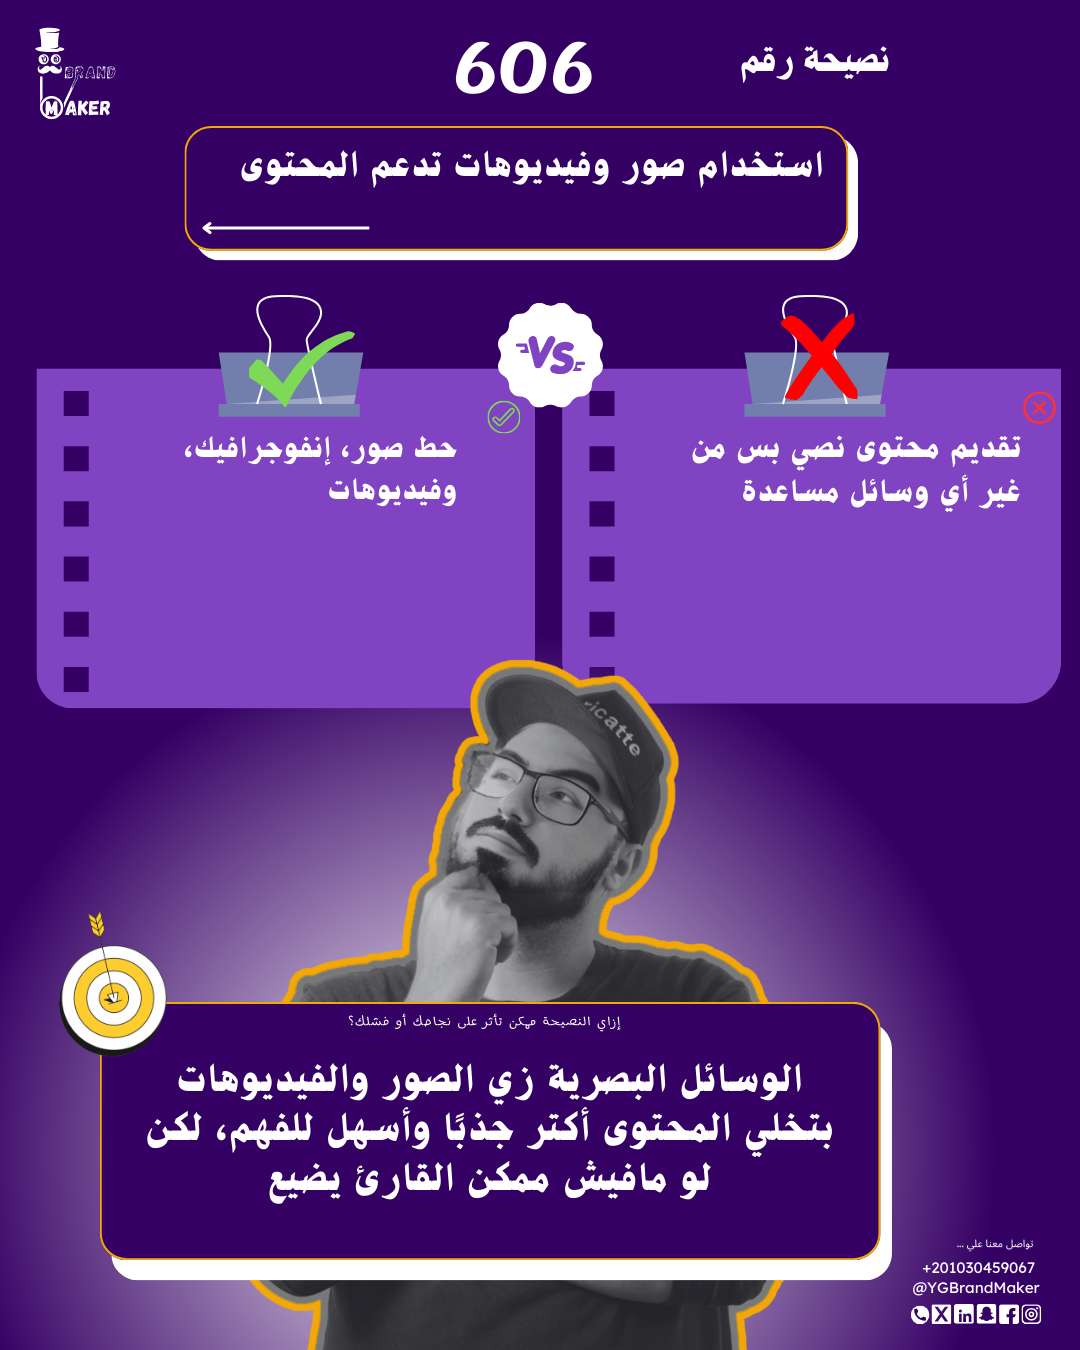 BRAND
MAKER
نصيحة رقم
606
استخدام صور وفيديوهات تدعم المحتوى
VS
تقديم محتوى نصي بس من
غير أي وسائل مساعدة
حط صور، إنفوجرافيك،
وفيديوهات
icatte
إزاي النصيحة ممكن تأثر على نجاحك أو فشلك؟
الوسائل البصرية زي الصور والفيديوهات
بتخلي المحتوى أكتر جذبًا وأسهل للفهم، لكن
لو مافيش ممكن القارئ يضيع
تواصل معنا علي ...
+201030459067
@YGBrandMaker